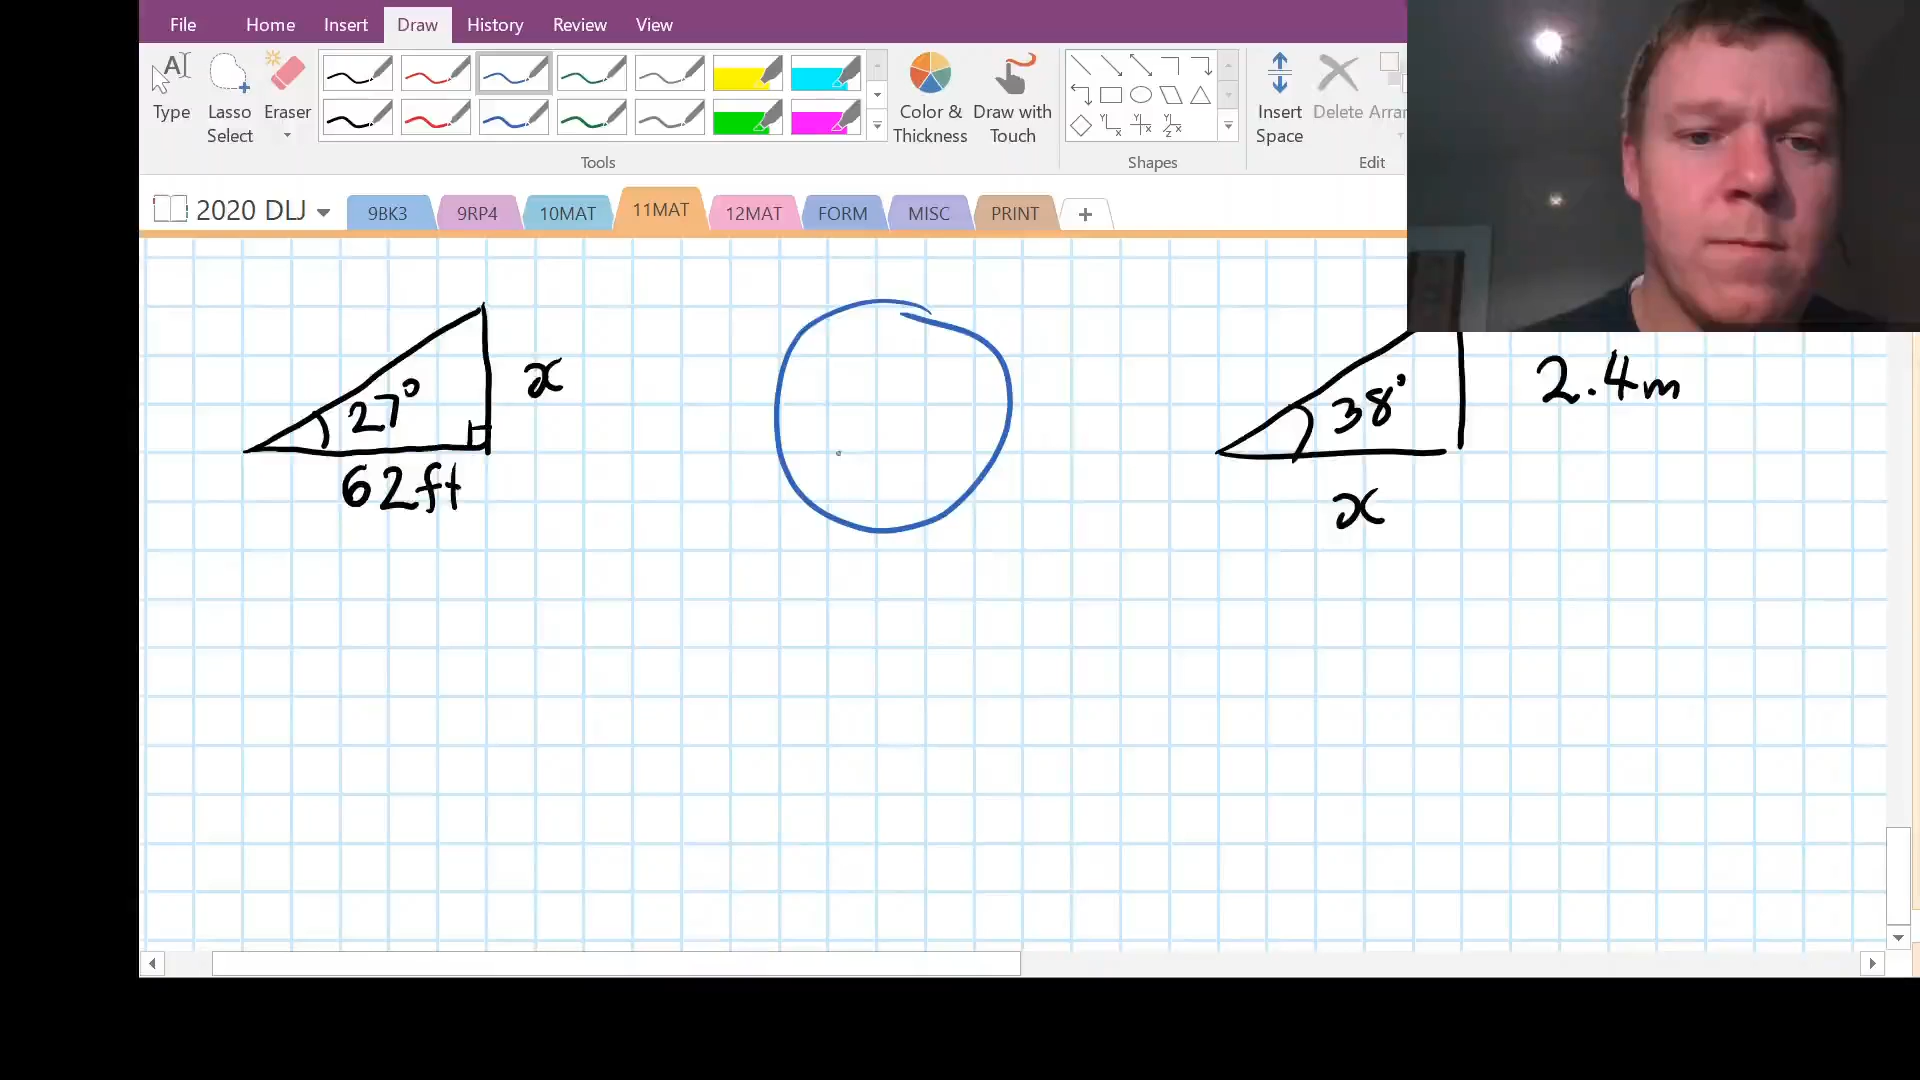 File Home Insert Draw History Review View
Type Lasso Select Eraser
Color & Thickness Draw with Touch
Insert Space Delete
Tools Shapes Edit
2020 DLJ 9BK3 9RP4 10MAT 11MAT 12MAT FORM MISC PRINT +
27° x
62ft
38° 2.4m
x